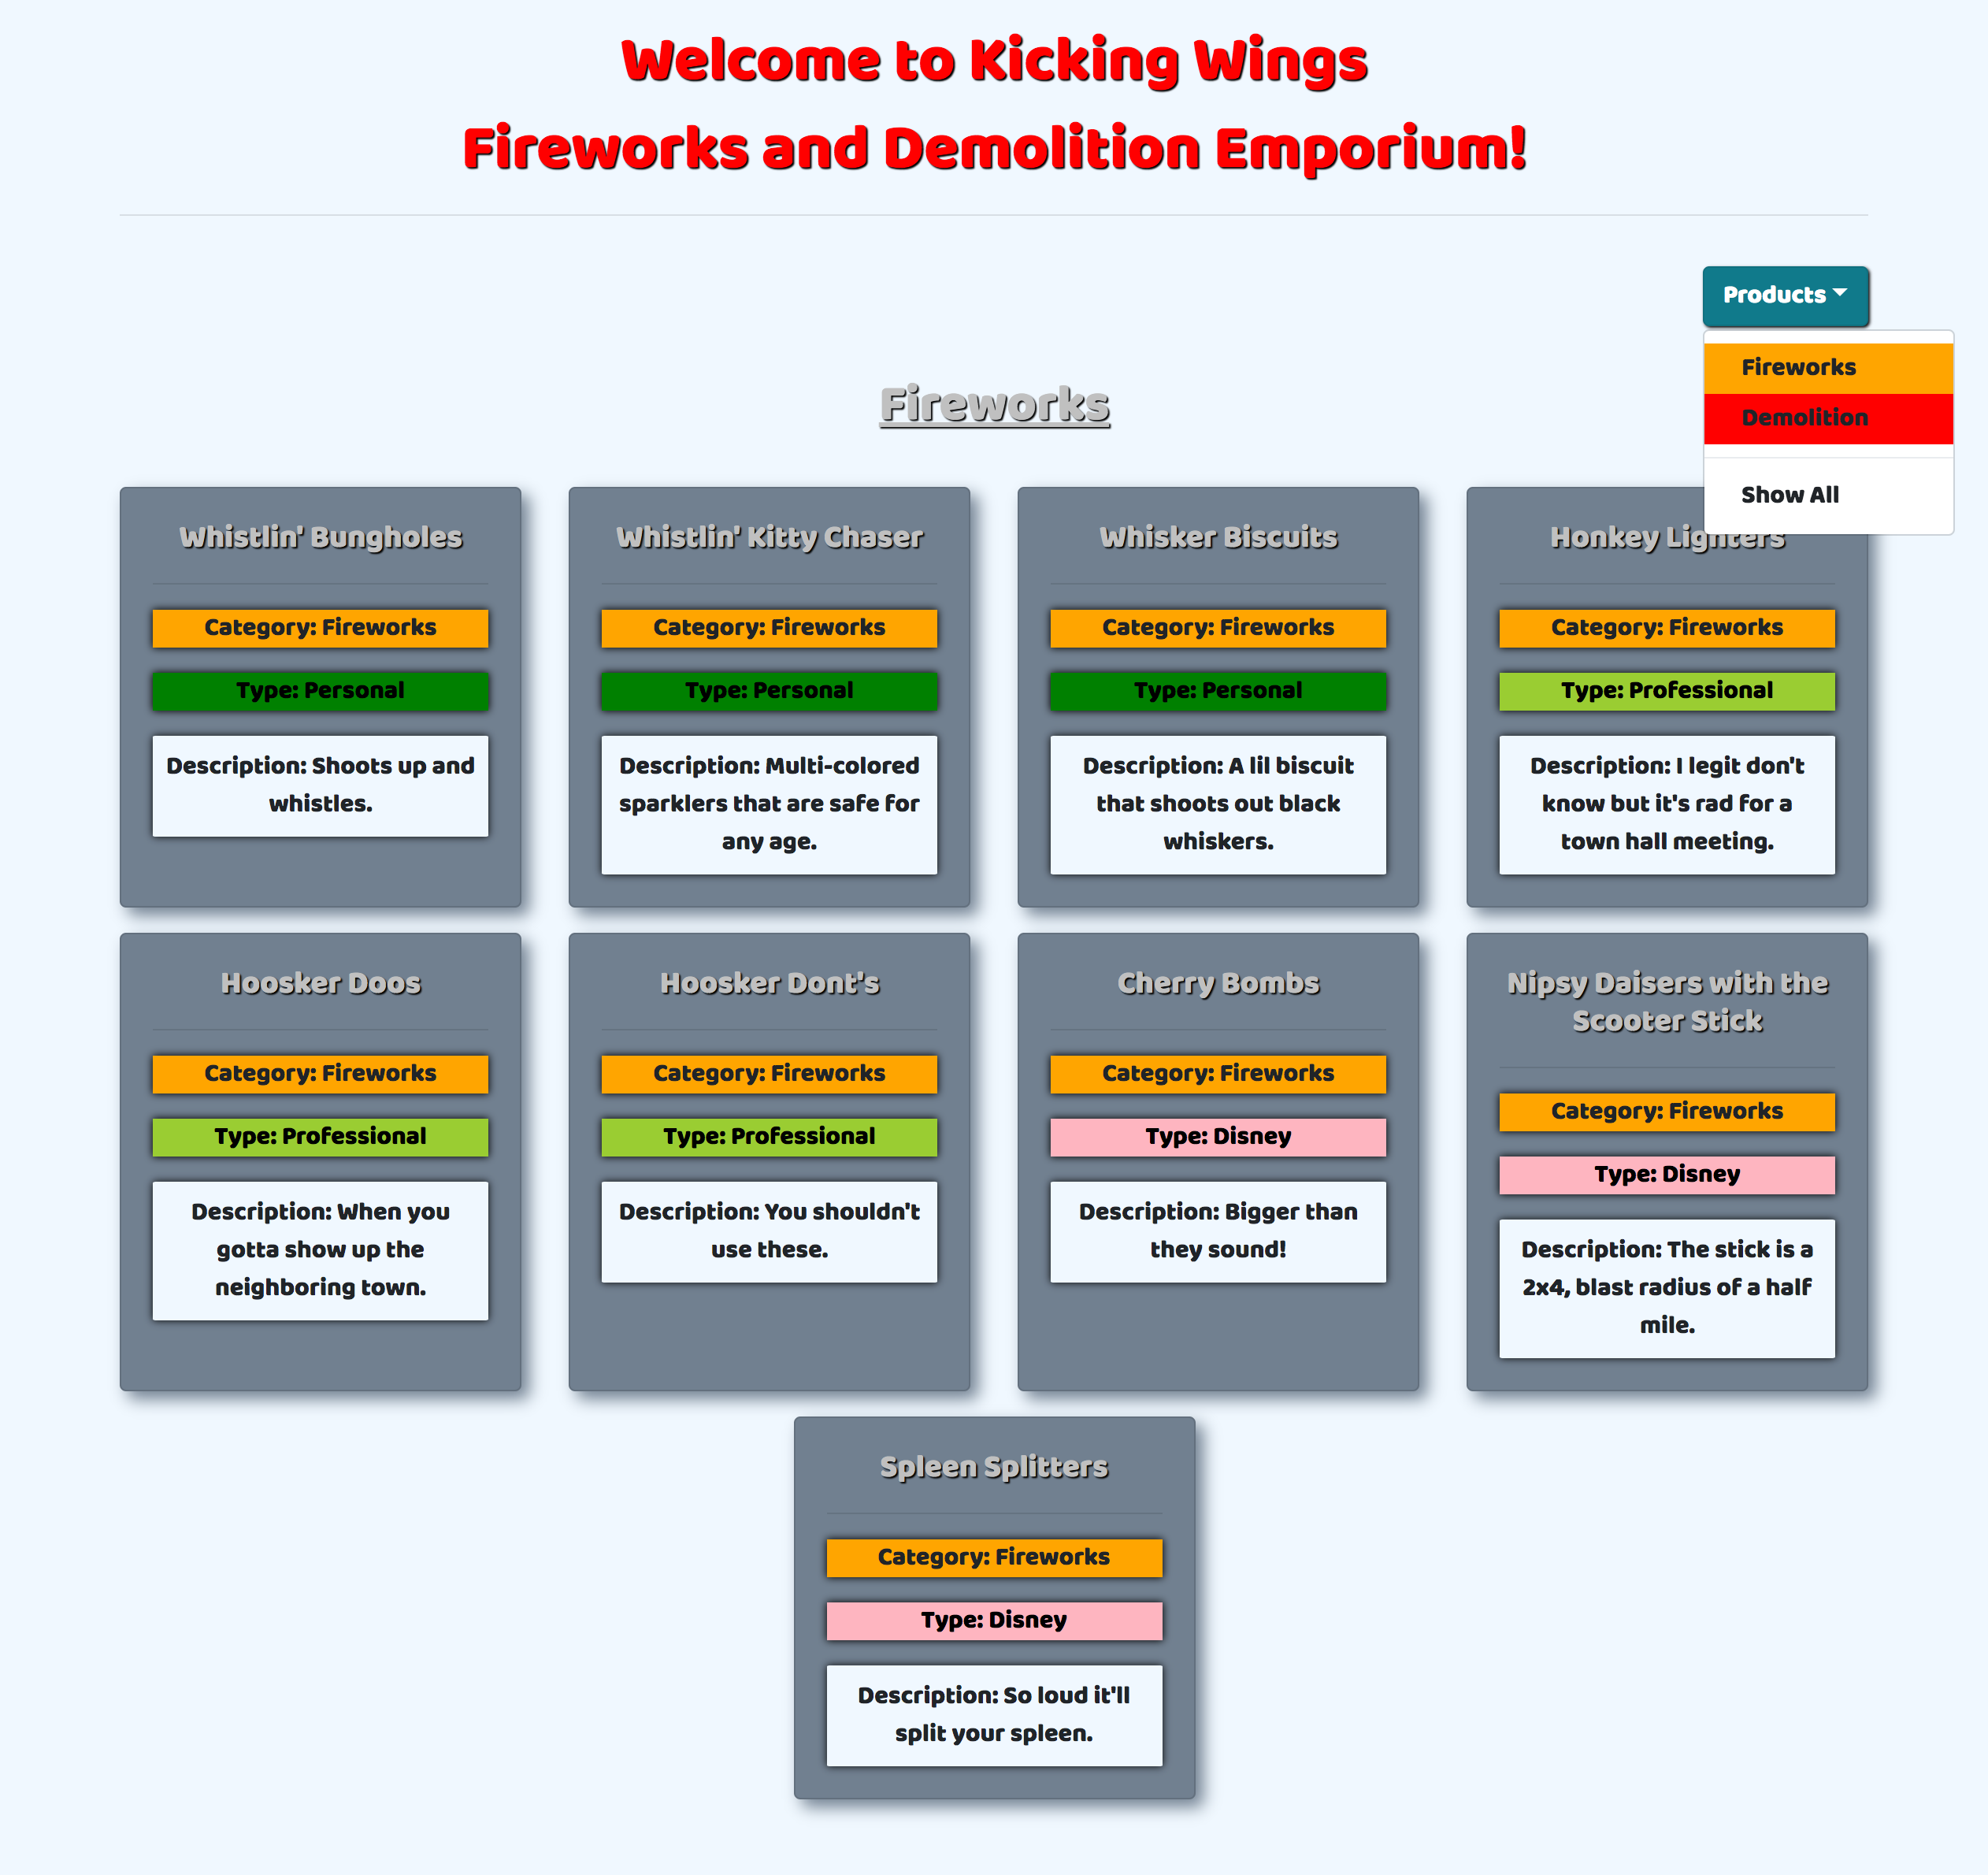 Welcome to Kicking Wings
Fireworks and Demolition Emporium!
Products
Fireworks
Demolition
Show All
Fireworks
Whistlin' Bungholes
Category: Fireworks
Type: Personal
Description: Shoots up and
whistles.
Whistlin' Kitty Chaser
Category: Fireworks
Type: Personal
Description: Multi-colored
sparklers that are safe for
any age.
Whisker Biscuits
Category: Fireworks
Type: Personal
Description: A lil biscuit
that shoots out black
whiskers.
Honkey Lighters
Category: Fireworks
Type: Professional
Description: I legit don't
know but it's rad for a
town hall meeting.
Hoosker Doos
Category: Fireworks
Type: Professional
Description: When you
gotta show up the
neighboring town.
Hoosker Dont's
Category: Fireworks
Type: Professional
Description: You shouldn't
use these.
Cherry Bombs
Category: Fireworks
Type: Disney
Description: Bigger than
they sound!
Nipsy Daisers with the
Scooter Stick
Category: Fireworks
Type: Disney
Description: The stick is a
2x4, blast radius of a half
mile.
Spleen Splitters
Category: Fireworks
Type: Disney
Description: So loud it'll
split your spleen.